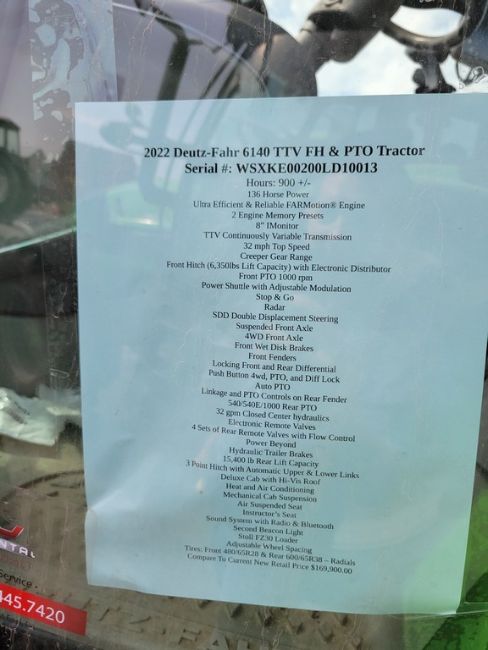 2022 Deutz-Fahr 6140 TTV FH & PTO Tractor
Serial #: WSXKE00200LD10013
Hours: 900 +/-
136 Horse Power
Ultra Efficient & Reliable FARMotion® Engine
2 Engine Memory Presets
8" IMonitor
TTV Continuously Variable Transmission
32 mph Top Speed
Creeper Gear Range
Front Hitch (6,350lbs Lift Capacity) with Electronic Distributor
Front PTO 1000 rpm
Power Shuttle with Adjustable Modulation
Stop & Go
Radar
SDD Double Displacement Steering
Suspended Front Axle
4WD Front Axle
Front Wet Disk Brakes
Front Fenders
Locking Front and Rear Differential
Push Button 4wd, PTO, and Diff Lock
Auto PTO
Linkage and PTO Controls on Rear Fender
540/540E/1000 Rear PTO
32 gpm Closed Center hydraulics
Electronic Remote Valves
4 Sets of Rear Remote Valves with Flow Control
Power Beyond
Hydraulic Trailer Brakes
15,400 lb Rear Lift Capacity
3 Point Hitch with Automatic Upper & Lower Links
Deluxe Cab with Hi-Vis Roof
Heat and Air Conditioning
Mechanical Cab Suspension
Air Suspended Seat
Instructor's Seat
Sound System with Radio & Bluetooth
Second Beacon Light
Stoll FZ30 Loader
Adjustable Wheel Spacing
Tires: Front 480/65R28 & Rear 600/65R38 ~ Radials
Compare To Current New Retail Price $169,900.00
NTAL
Service
445.7420